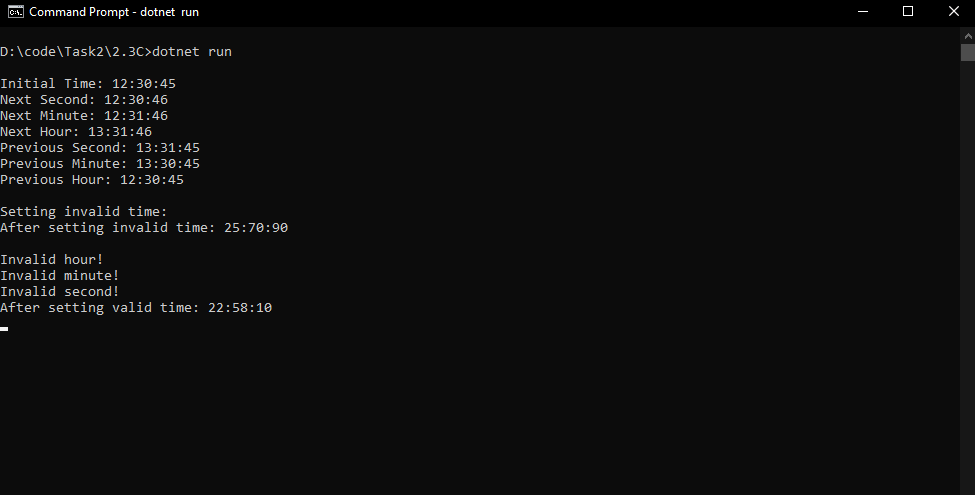 Command Prompt - dotnet  run
D:\code\Task2\2.3C>dotnet run
Initial Time: 12:30:45
Next Second: 12:30:46
Next Minute: 12:31:46
Next Hour: 13:31:46
Previous Second: 13:31:45
Previous Minute: 13:30:45
Previous Hour: 12:30:45
Setting invalid time:
After setting invalid time: 25:70:90
Invalid hour!
Invalid minute!
Invalid second!
After setting valid time: 22:58:10